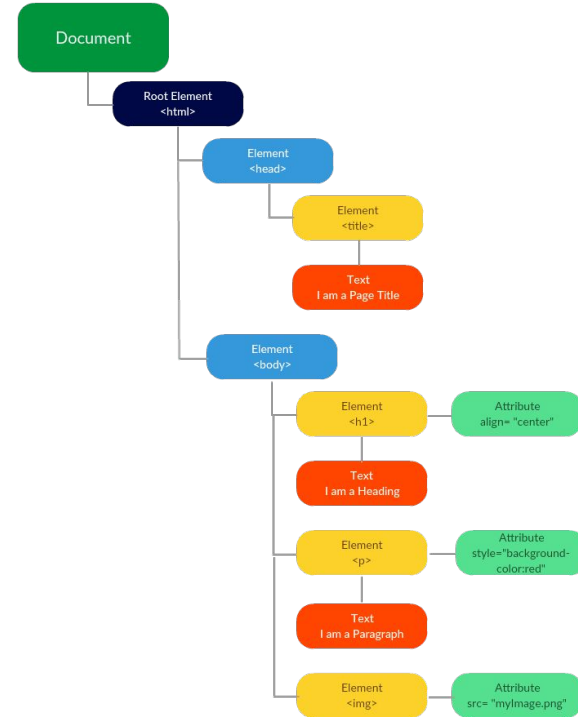 Document
Root Element
<html>
Element
<head>
Element
<title>
Text
I am a Page Title
Element
<body>
Element
<h1>
Attribute
align= "center"
Text
I am a Heading
Element
<p>
Attribute
style="background-
color:red"
Text
I am a Paragraph
Element
<img>
Attribute
src= "myImage.png"